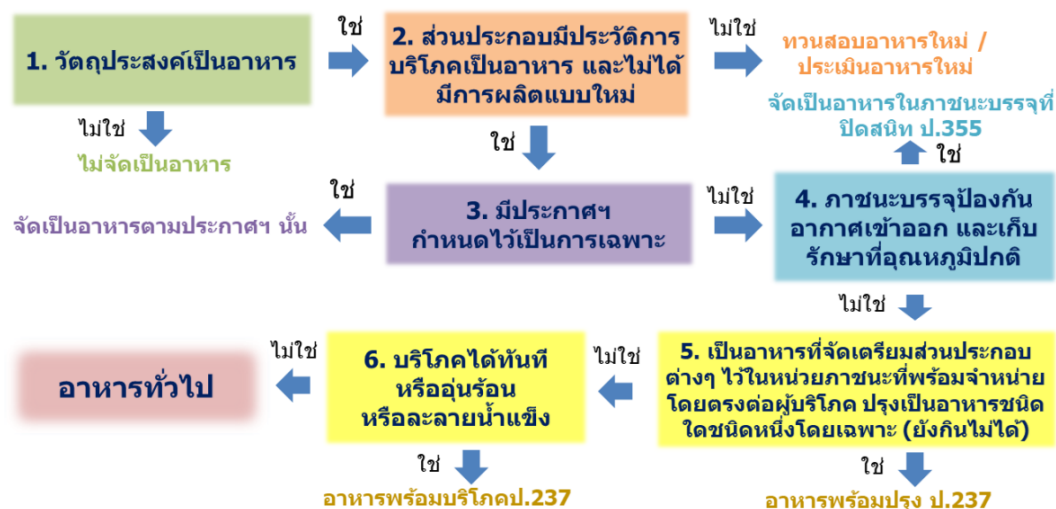 1. วัตถุประสงค์เป็นอาหาร
ใช่
2. ส่วนประกอบมีประวัติการ
บริโภคเป็นอาหาร และไม่ได้
มีการผลิตแบบใหม่
ไม่ใช่
ทวนสอบอาหารใหม่ /
ประเมินอาหารใหม่
ไม่ใช่
ไม่จัดเป็นอาหาร
ใช่
จัดเป็นอาหารในภาชนะบรรจุที่
ปิดสนิท ป.355
ใช่
จัดเป็นอาหารตามประกาศฯ นั้น
ใช่
3. มีประกาศฯ
กำหนดไว้เป็นการเฉพาะ
ไม่ใช่
4. ภาชนะบรรจุป้องกัน
อากาศเข้าออก และเก็บ
รักษาที่อุณหภูมิปกติ
ไม่ใช่
อาหารทั่วไป
ไม่ใช่
6. บริโภคได้ทันที
หรืออุ่นร้อน
หรือละลายน้ำแข็ง
ไม่ใช่
5. เป็นอาหารที่จัดเตรียมส่วนประกอบ
ต่างๆ ไว้ในหน่วยภาชนะที่พร้อมจำหน่าย
โดยตรงต่อผู้บริโภค ปรุงเป็นอาหารชนิด
ใดชนิดหนึ่งโดยเฉพาะ (ยังกินไม่ได้)
ใช่
อาหารพร้อมบริโภคป.237
ใช่
อาหารพร้อมปรุง ป.237